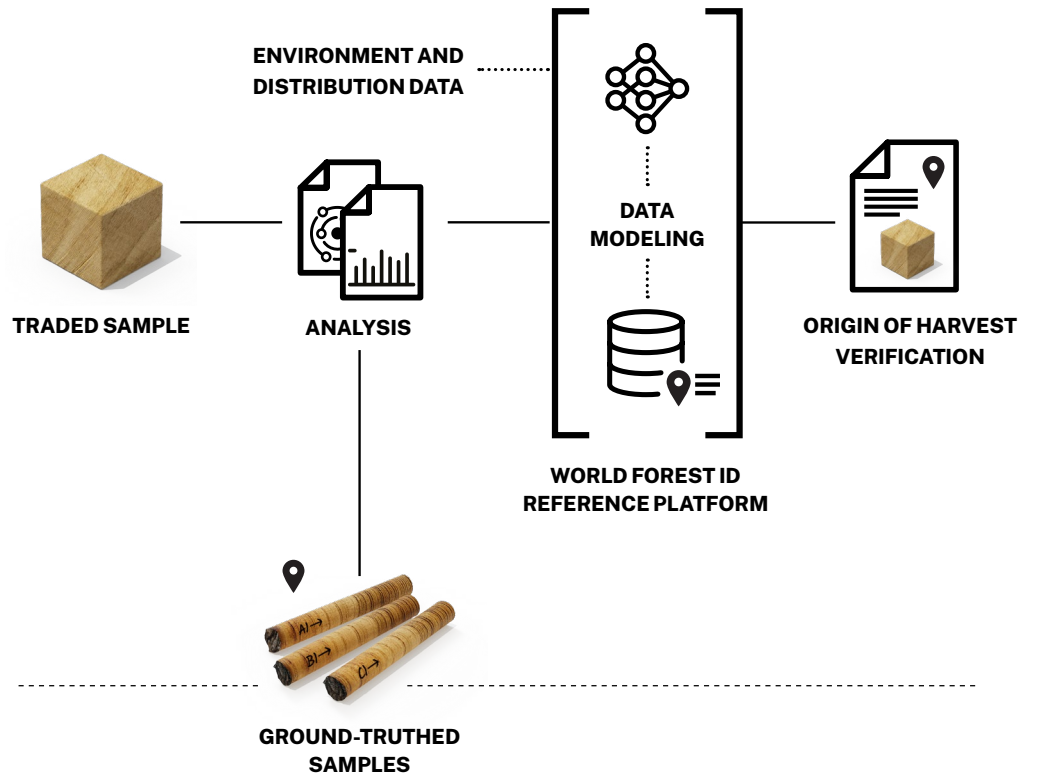 ENVIRONMENT AND
DISTRIBUTION DATA
DATA
MODELING
TRADED SAMPLE
ANALYSIS
ORIGIN OF HARVEST
VERIFICATION
WORLD FOREST ID
REFERENCE PLATFORM
A1→
B1→
C1→
GROUND-TRUTHED
SAMPLES